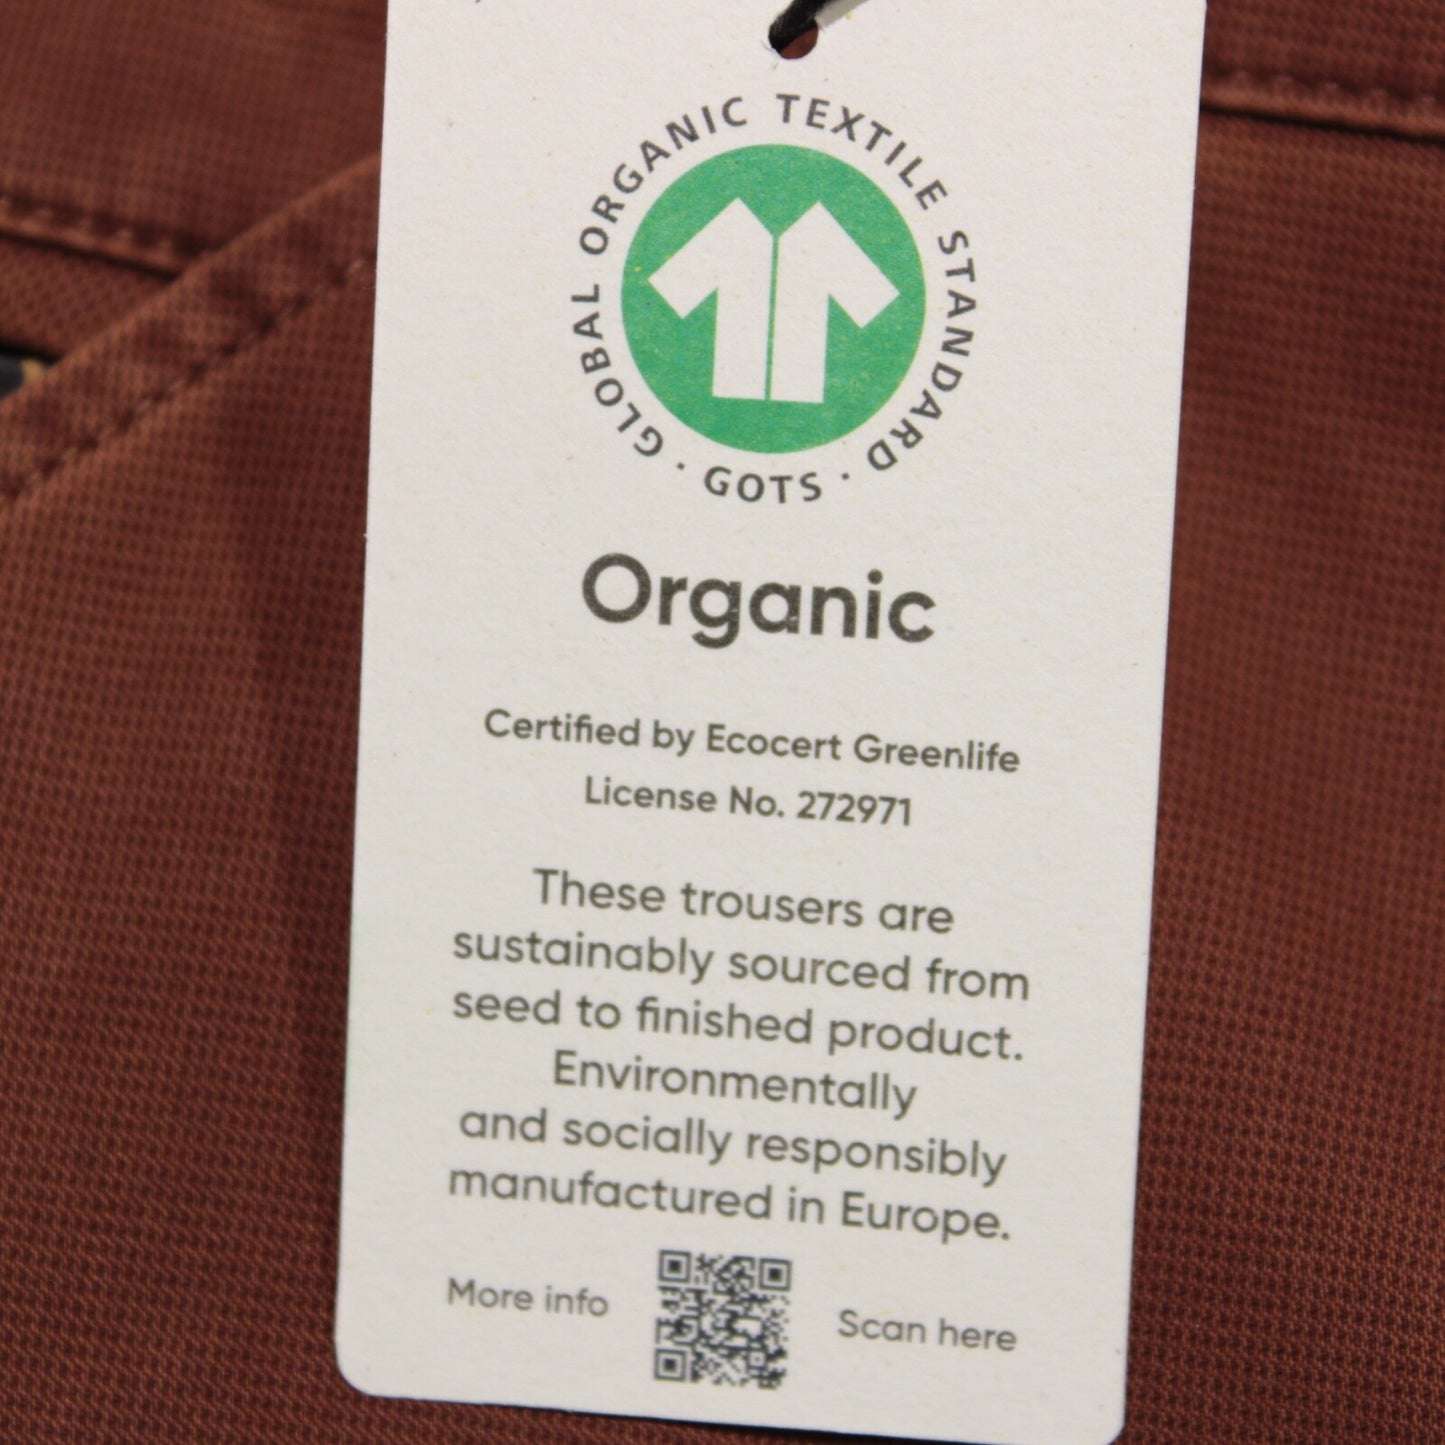 GLOBAL ORGANIC TEXTILE STANDARD · GOTS ·
Organic
Certified by Ecocert Greenlife
License No. 272971
These trousers are
sustainably sourced from
seed to finished product.
Environmentally
and socially responsibly
manufactured in Europe.
More info
Scan here